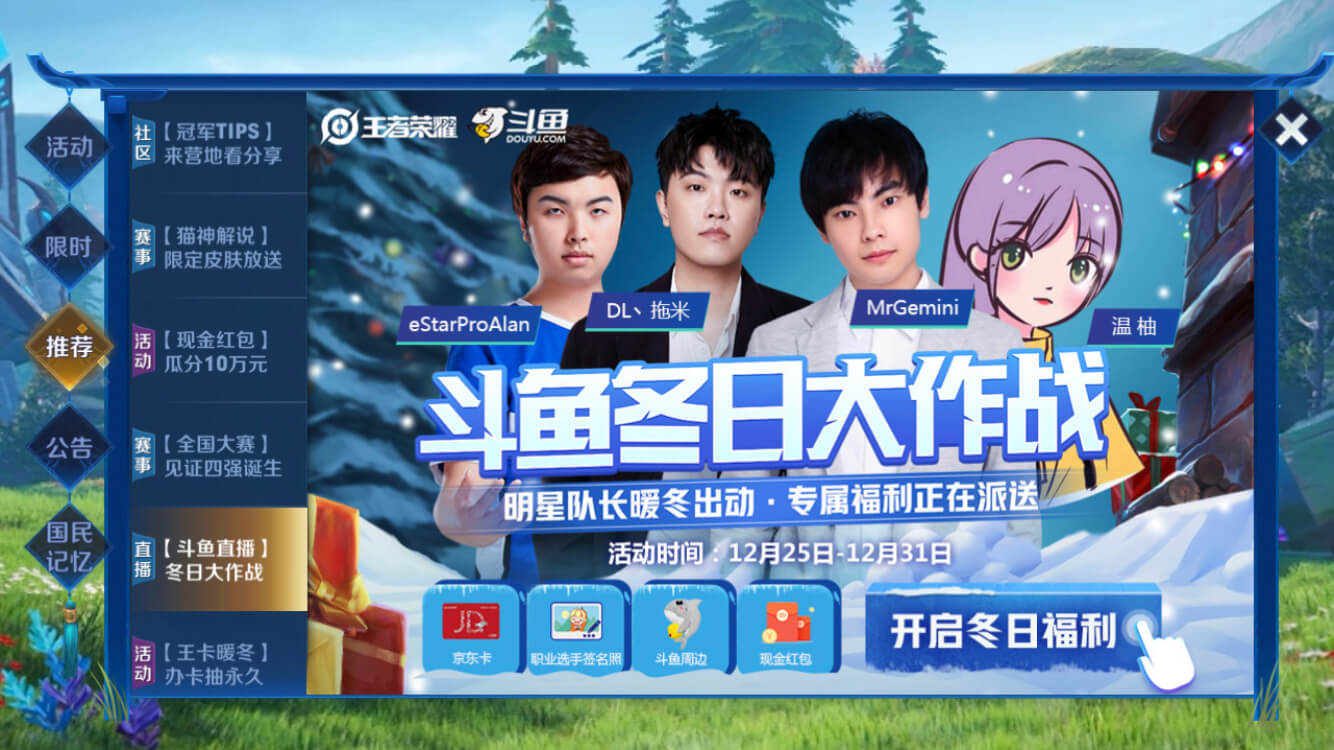 活动
限时
推荐
公告
国民
记忆
社区
【冠军TIPS】
来营地看分享
赛事
【猫神解说】
限定皮肤放送
活动
【现金红包】
瓜分10万元
赛事
【全国大赛】
见证四强诞生
直播
【斗鱼直播】
冬日大作战
活动
【王卡暖冬】
办卡抽永久
王者荣耀
斗鱼
DOUYU.COM
eStarProAlan
DL丶拖米
MrGemini
温柚
斗鱼冬日大作战
明星队长暖冬出动·专属福利正在派送
活动时间：12月25日-12月31日
JD
京东卡
职业选手签名照
斗鱼周边
现金红包
开启冬日福利